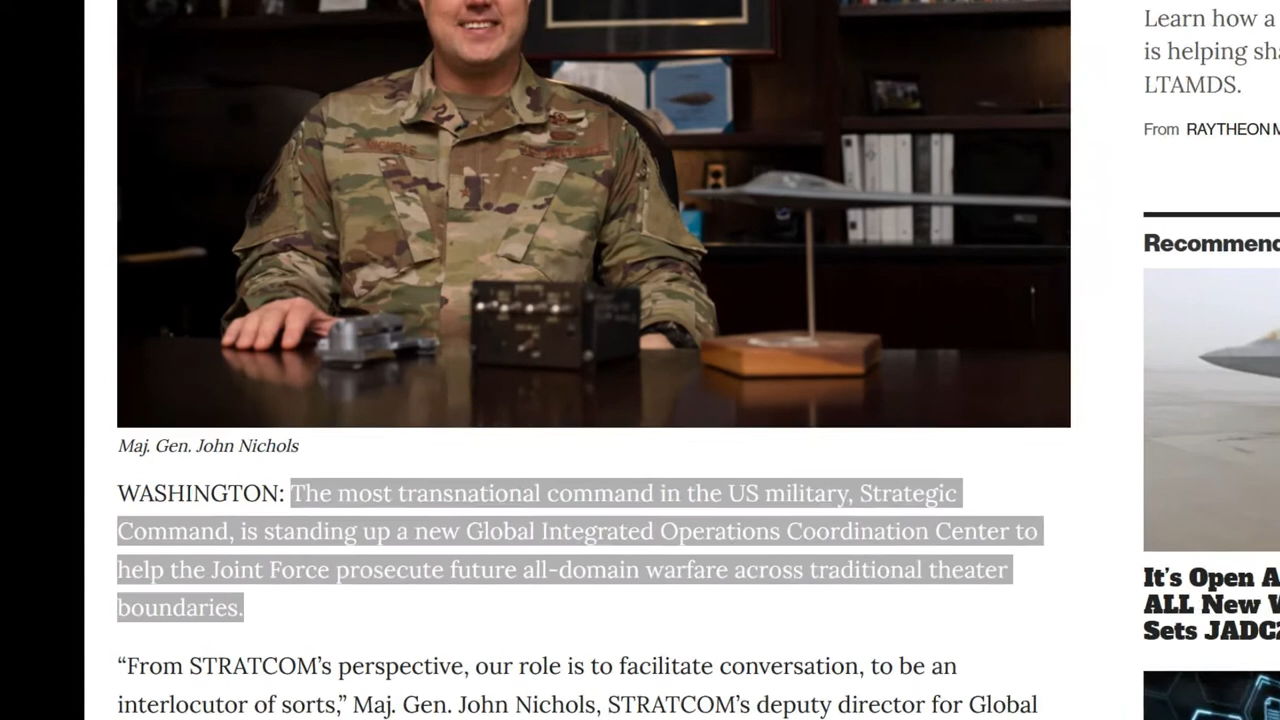 Learn how a
is helping sh
LTAMDS.
From RAYTHEON M
Recommen
Maj. Gen. John Nichols
WASHINGTON: The most transnational command in the US military, Strategic
Command, is standing up a new Global Integrated Operations Coordination Center to
help the Joint Force prosecute future all-domain warfare across traditional theater
boundaries.
“From STRATCOM’s perspective, our role is to facilitate conversation, to be an
interlocutor of sorts,” Maj. Gen. John Nichols, STRATCOM’s deputy director for Global
It’s Open A
ALL New
Sets JADC2